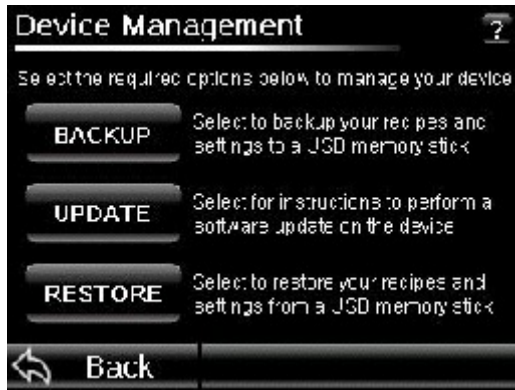 Device Management
?
Select the required options below to manage your device
BACKUP
Select to backup your recipes and
settings to a USB memory stick
UPDATE
Select for instructions to perform a
software update on the device
RESTORE
Select to restore your recipes and
settings from a USB memory stick
Back